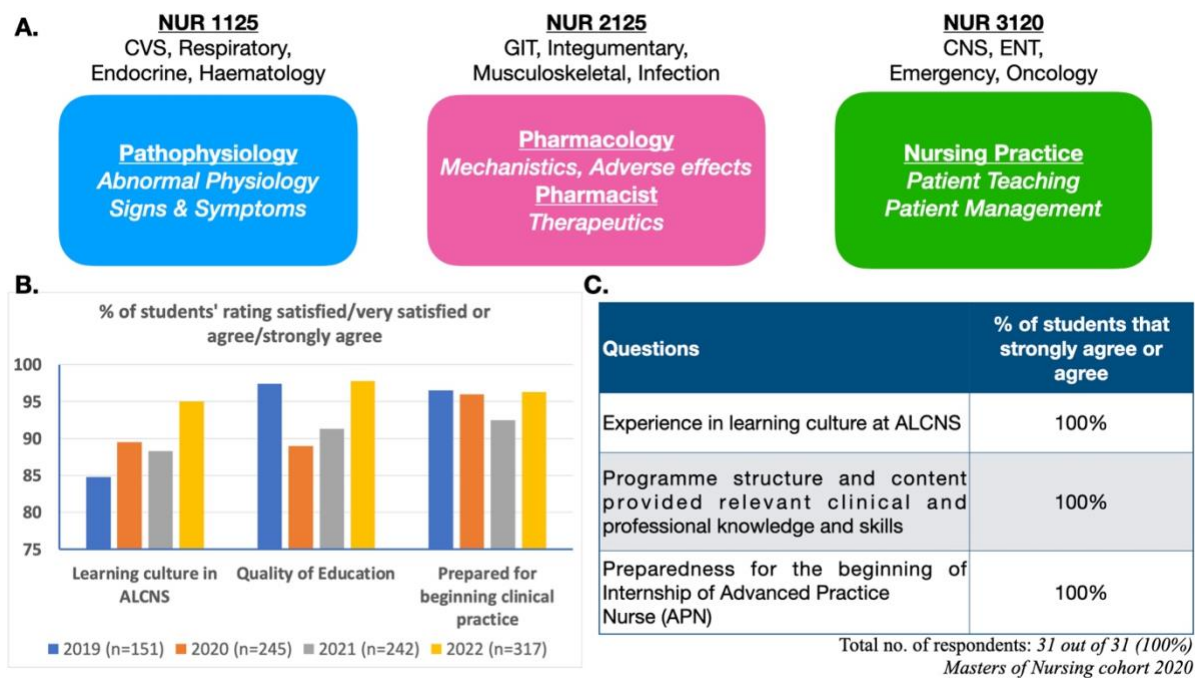 A.
NUR 1125
CVS, Respiratory,
Endocrine, Haematology
Pathophysiology
Abnormal Physiology
Signs & Symptoms
NUR 2125
GIT, Integumentary,
Musculoskeletal, Infection
Pharmacology
Mechanistics, Adverse effects
Pharmacist
Therapeutics
NUR 3120
CNS, ENT,
Emergency, Oncology
Nursing Practice
Patient Teaching
Patient Management
B.
% of students' rating satisfied/very satisfied or
agree/strongly agree
100
95
90
85
80
75
Learning culture in
ALCNS
Quality of Education
Prepared for
beginning clinical
practice
2019 (n=151)
2020 (n=245)
2021 (n=242)
2022 (n=317)
C.
Questions
% of students that
strongly agree or
agree
Experience in learning culture at ALCNS
100%
Programme structure and content
provided relevant clinical and
professional knowledge and skills
100%
Preparedness for the beginning of
Internship of Advanced Practice
Nurse (APN)
100%
Total no. of respondents: 31 out of 31 (100%)
Masters of Nursing cohort 2020